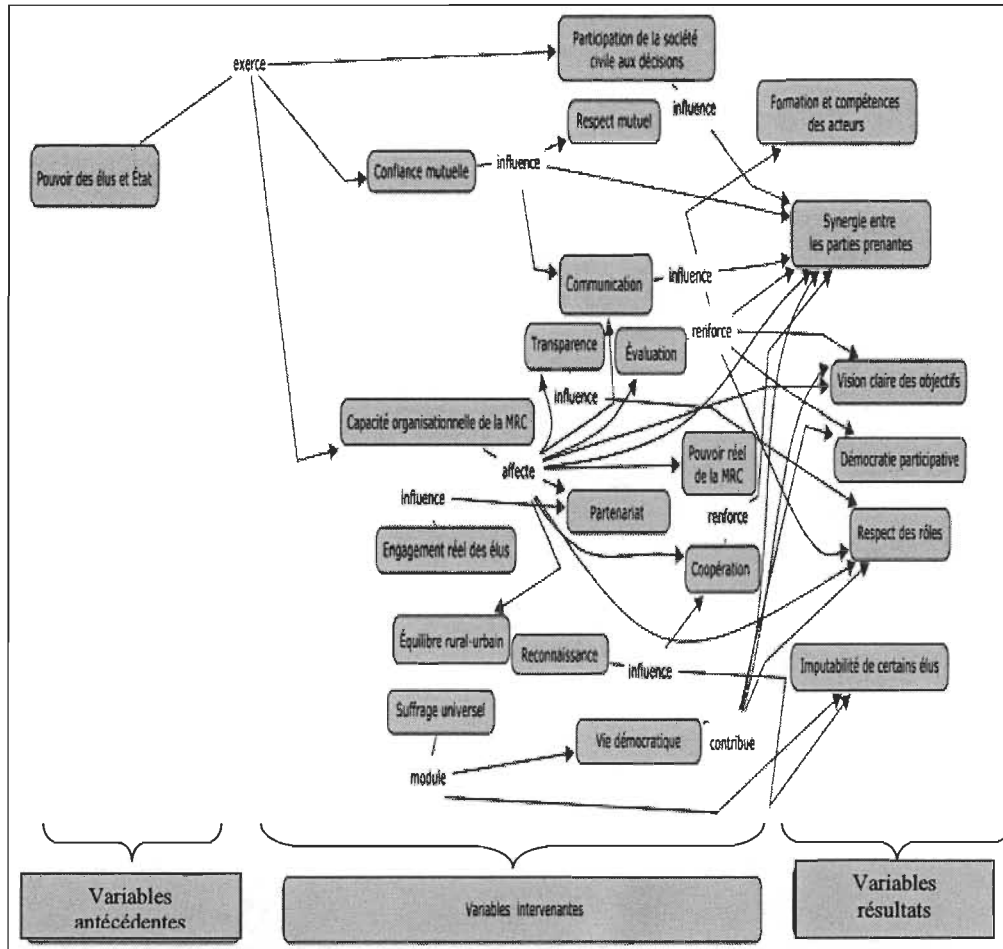 Participation de la société
civile aux décisions
exerce
influence
Formation et compétences
des acteurs
Respect mutuel
Pouvoir des élus et État
Confiance mutuelle
influence
Synergie entre
les parties prenantes
Communication
influence
Transparence
Évaluation
renforce
influence
Vision claire des objectifs
Capacité organisationnelle de la MRC
affecte
Pouvoir réel
de la MRC
Démocratie participative
influence
Partenariat
renforce
Respect des rôles
Engagement réel des élus
Coopération
Équilibre rural-urbain
Reconnaissance
influence
Imputabilité de certains élus
Suffrage universel
Vie démocratique
contribue
module
Variables
antécédentes
Variables intervenantes
Variables
résultats